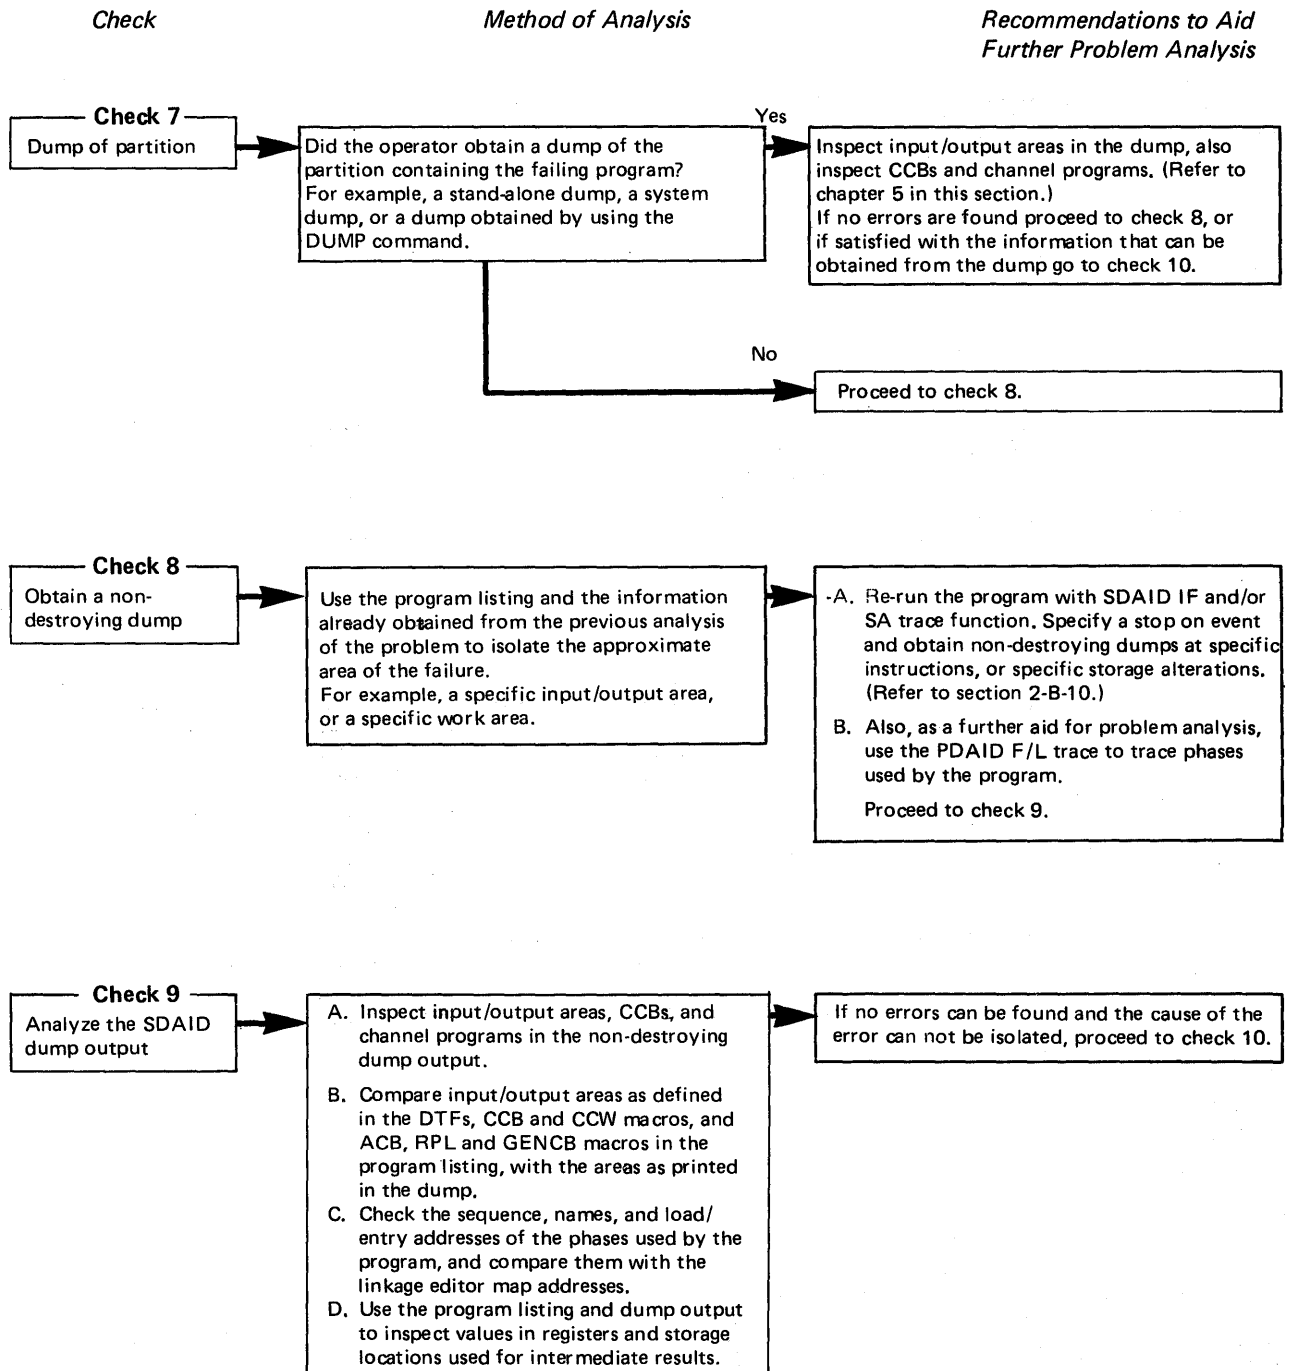 Check
Method of Analysis
Recommendations to Aid
Further Problem Analysis
Check 7
Dump of partition
Did the operator obtain a dump of the
partition containing the failing program?
For example, a stand-alone dump, a system
dump, or a dump obtained by using the
DUMP command.
Yes
Inspect input/output areas in the dump, also
inspect CCBs and channel programs. (Refer to
chapter 5 in this section.)
If no errors are found proceed to check 8, or
if satisfied with the information that can be
obtained from the dump go to check 10.
No
Proceed to check 8.
Check 8
Obtain a non-
destroying dump
Use the program listing and the information
already obtained from the previous analysis
of the problem to isolate the approximate
area of the failure.
For example, a specific input/output area,
or a specific work area.
A. Re-run the program with SDAID IF and/or
SA trace function. Specify a stop on event
and obtain non-destroying dumps at specific
instructions, or specific storage alterations.
(Refer to section 2-B-10.)
B. Also, as a further aid for problem analysis,
use the PDAID F/L trace to trace phases
used by the program.
Proceed to check 9.
Check 9
Analyze the SDAID
dump output
A. Inspect input/output areas, CCBs, and
channel programs in the non-destroying
dump output.
B. Compare input/output areas as defined
in the DTFs, CCB and CCW macros, and
ACB, RPL and GENCB macros in the
program listing, with the areas as printed
in the dump.
C. Check the sequence, names, and load/
entry addresses of the phases used by the
program, and compare them with the
linkage editor map addresses.
D. Use the program listing and dump output
to inspect values in registers and storage
locations used for intermediate results.
If no errors can be found and the cause of the
error can not be isolated, proceed to check 10.